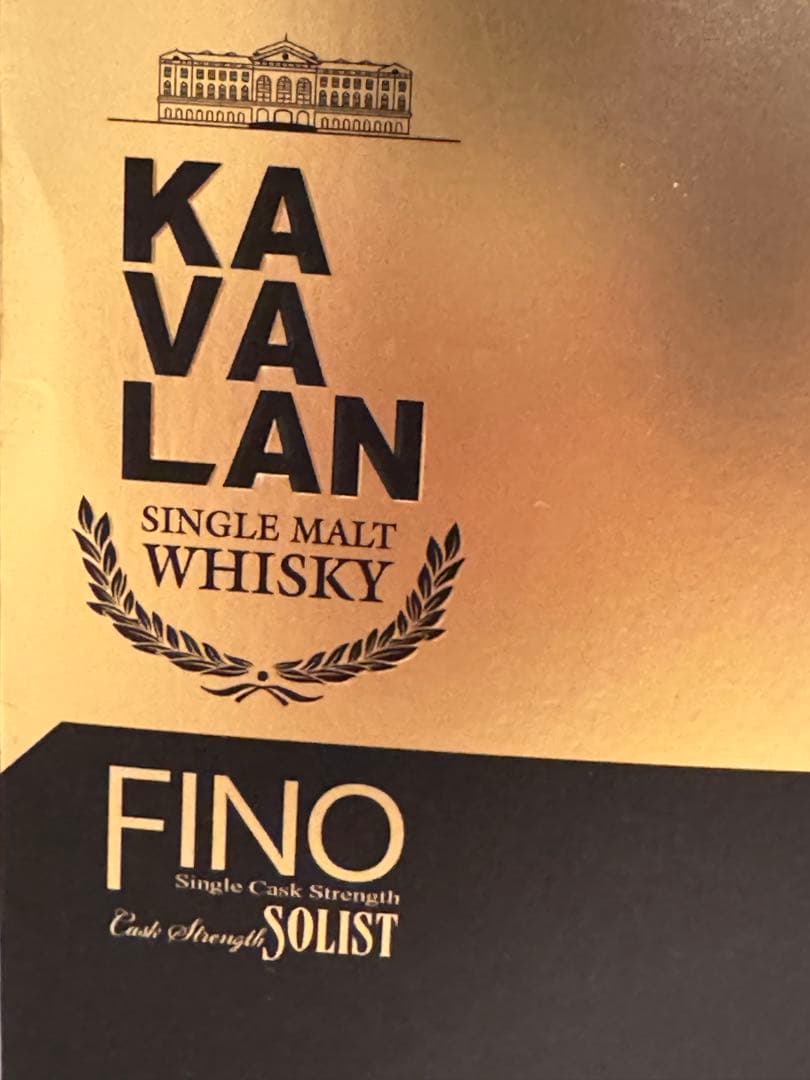 KA
VA
LAN
SINGLE MALT
WHISKY
FINO
Single Cask Strength
Cask Strength SOLIST